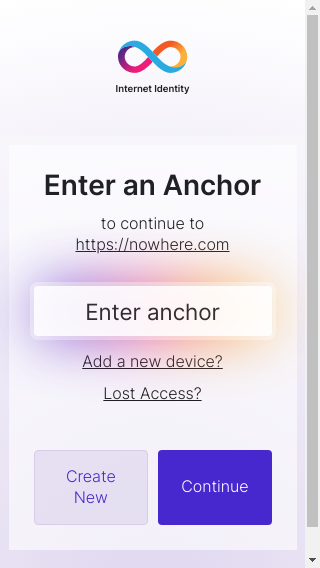 Internet Identity
Enter an Anchor
to continue to
https://nowhere.com
Enter anchor
Add a new device?
Lost Access?
Create
New
Continue